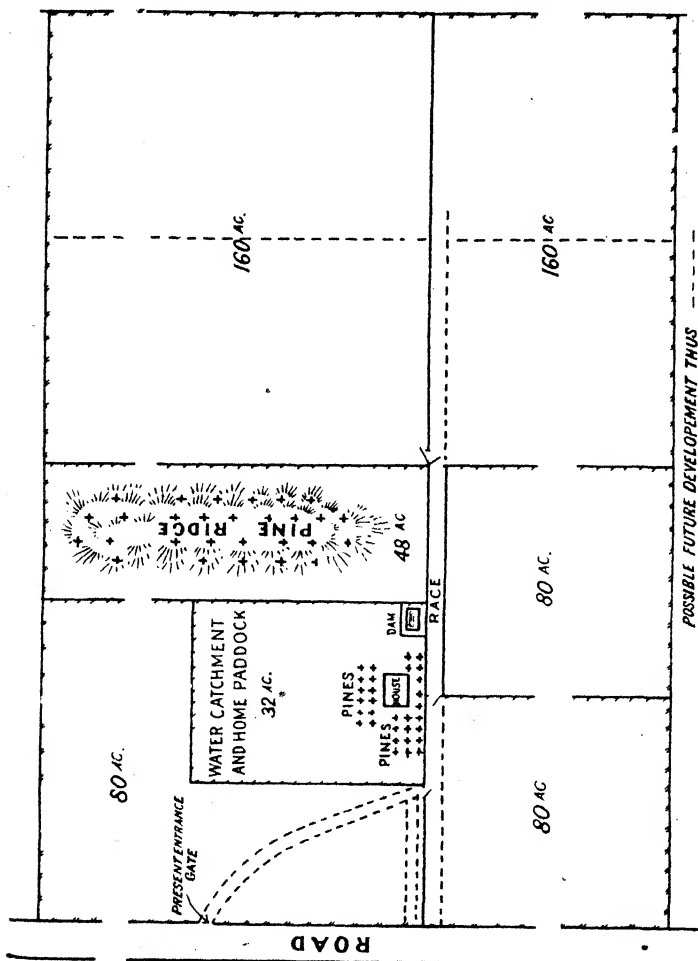 160 AC.
160 AC
PINE RIDGE
48 AC
RACE
80 AC.
WATER CATCHMENT
AND HOME PADDOCK
32 AC.
DAM
PINES
PINES
HOUSE
80 AC.
80 AC
PRESENT ENTRANCE
GATE
ROAD
POSSIBLE FUTURE DEVELOPEMENT THUS